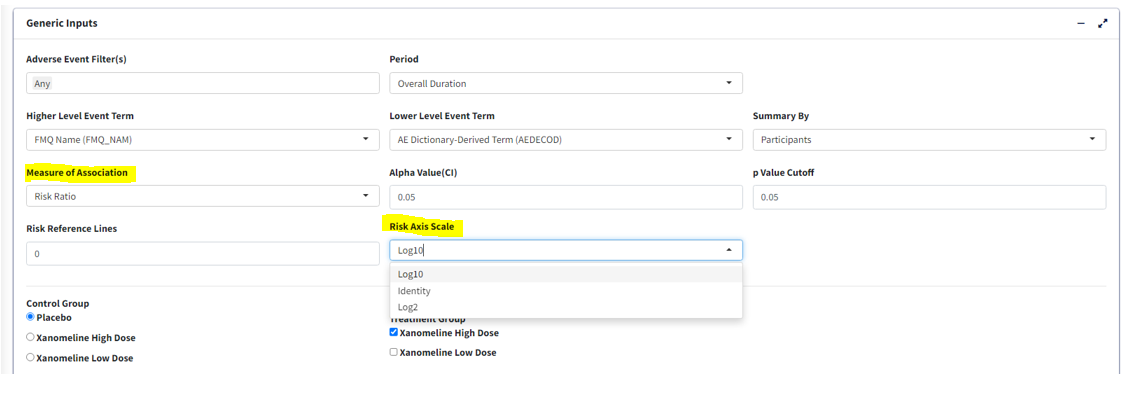 Generic Inputs
Adverse Event Filter(s)
Period
Any
Overall Duration
Higher Level Event Term
Lower Level Event Term
Summary By
FMQ Name (FMQ_NAM)
AE Dictionary-Derived Term (AEDECOD)
Participants
Measure of Association
Alpha Value(CI)
p Value Cutoff
Risk Ratio
0.05
0.05
Risk Reference Lines
Risk Axis Scale
0
Log10
Log10
Identity
Log2
Control Group
Treatment Group
Placebo
Xanomeline High Dose
Xanomeline Low Dose
Xanomeline High Dose
Xanomeline Low Dose